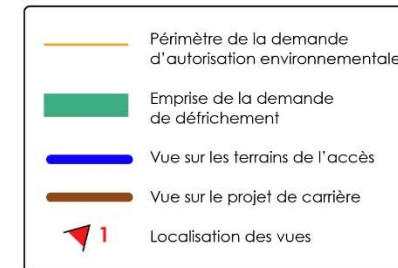 Périmètre de la demande
d'autorisation environnementale
Emprise de la demande
de défrichement
Vue sur les terrains de l'accès
Vue sur le projet de carrière
1 Localisation des vues